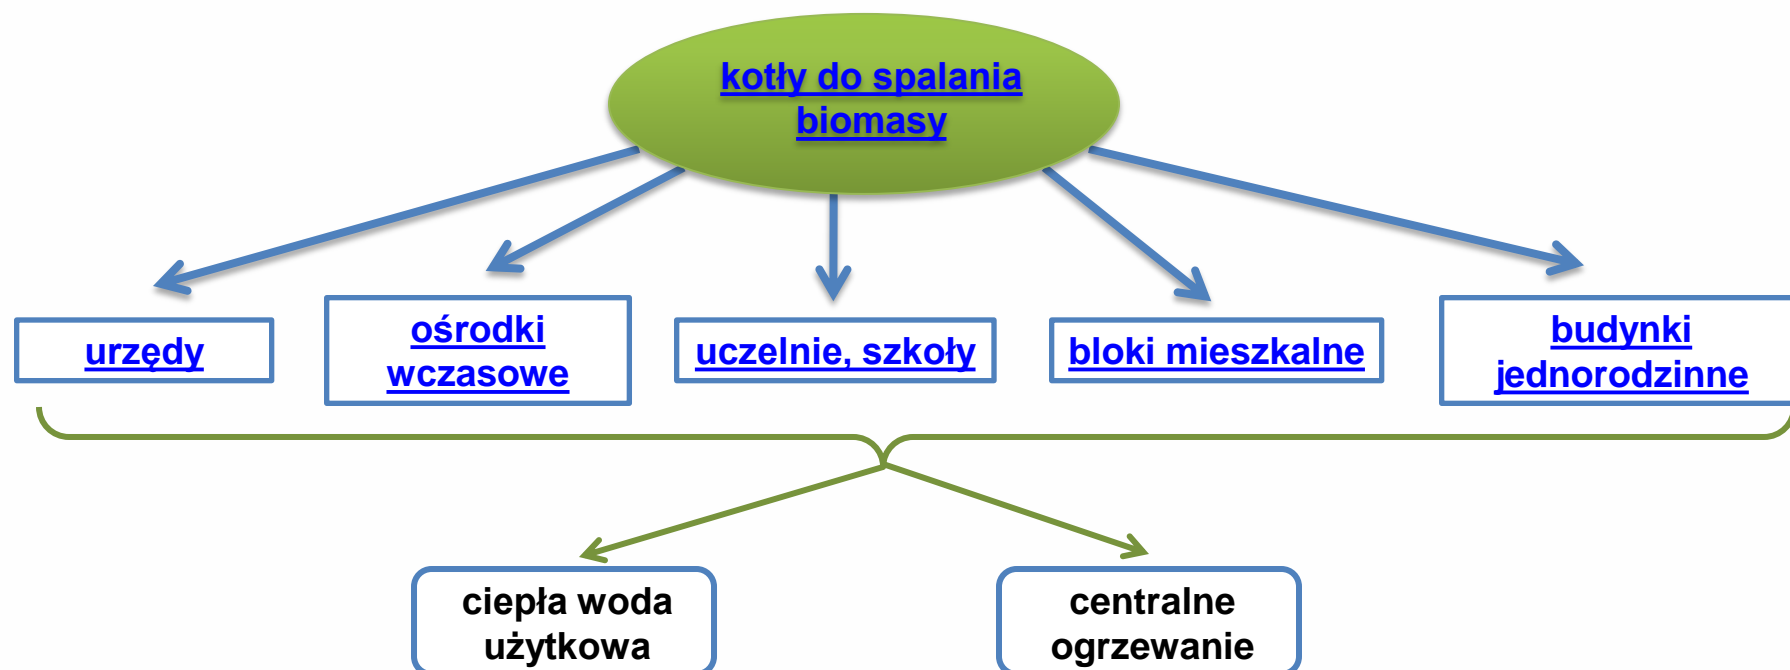 kotły do spalania
biomasy
urzędy
ośrodki
wczasowe
uczelnie, szkoły
bloki mieszkalne
budynki
jednorodzinne
ciepła woda
użytkowa
centralne
ogrzewanie